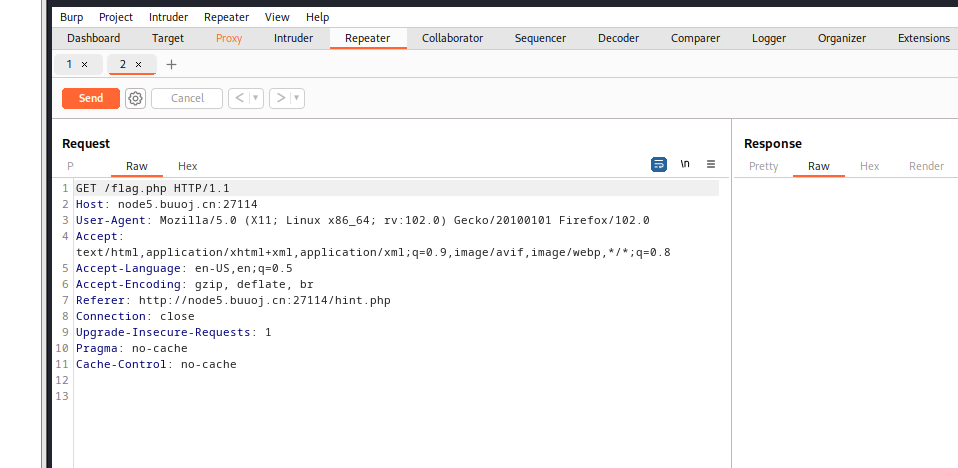 Burp Project Intruder Repeater View Help
Dashboard Target Proxy Intruder Repeater Collaborator Sequencer Decoder Comparer Logger Organizer Extensions
1 × 2 × +
Send Cancel < ▾ > ▾
Request
P Raw Hex \n
1 GET /flag.php HTTP/1.1
2 Host: node5.buuoj.cn:27114
3 User-Agent: Mozilla/5.0 (X11; Linux x86_64; rv:102.0) Gecko/20100101 Firefox/102.0
4 Accept:
text/html,application/xhtml+xml,application/xml;q=0.9,image/avif,image/webp,*/*;q=0.8
5 Accept-Language: en-US,en;q=0.5
6 Accept-Encoding: gzip, deflate, br
7 Referer: http://node5.buuoj.cn:27114/hint.php
8 Connection: close
9 Upgrade-Insecure-Requests: 1
10 Pragma: no-cache
11 Cache-Control: no-cache
12
13
Response
Pretty Raw Hex Render